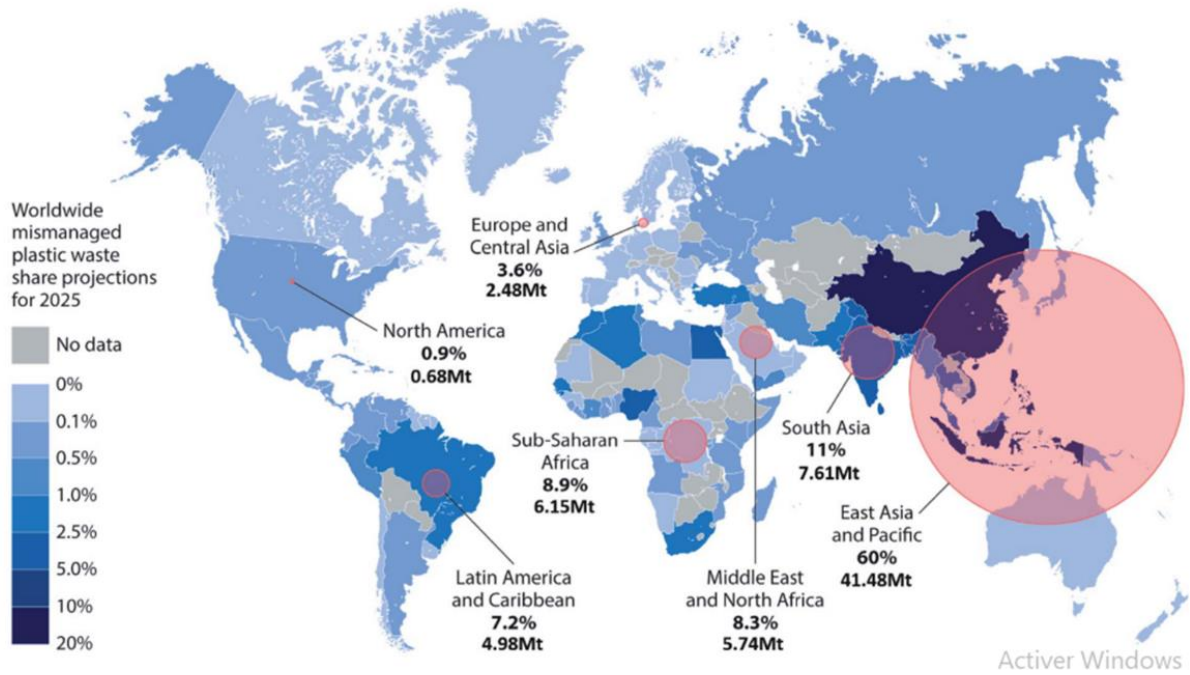 Worldwide
mismanaged
plastic waste
share projections
for 2025
No data
0%
0.1%
0.5%
1.0%
2.5%
5.0%
10%
20%
Europe and
Central Asia
3.6%
2.48Mt
North America
0.9%
0.68Mt
Sub-Saharan
Africa
8.9%
6.15Mt
South Asia
11%
7.61Mt
East Asia
and Pacific
60%
41.48Mt
Latin America
and Caribbean
7.2%
4.98Mt
Middle East
and North Africa
8.3%
5.74Mt
Activer Windows